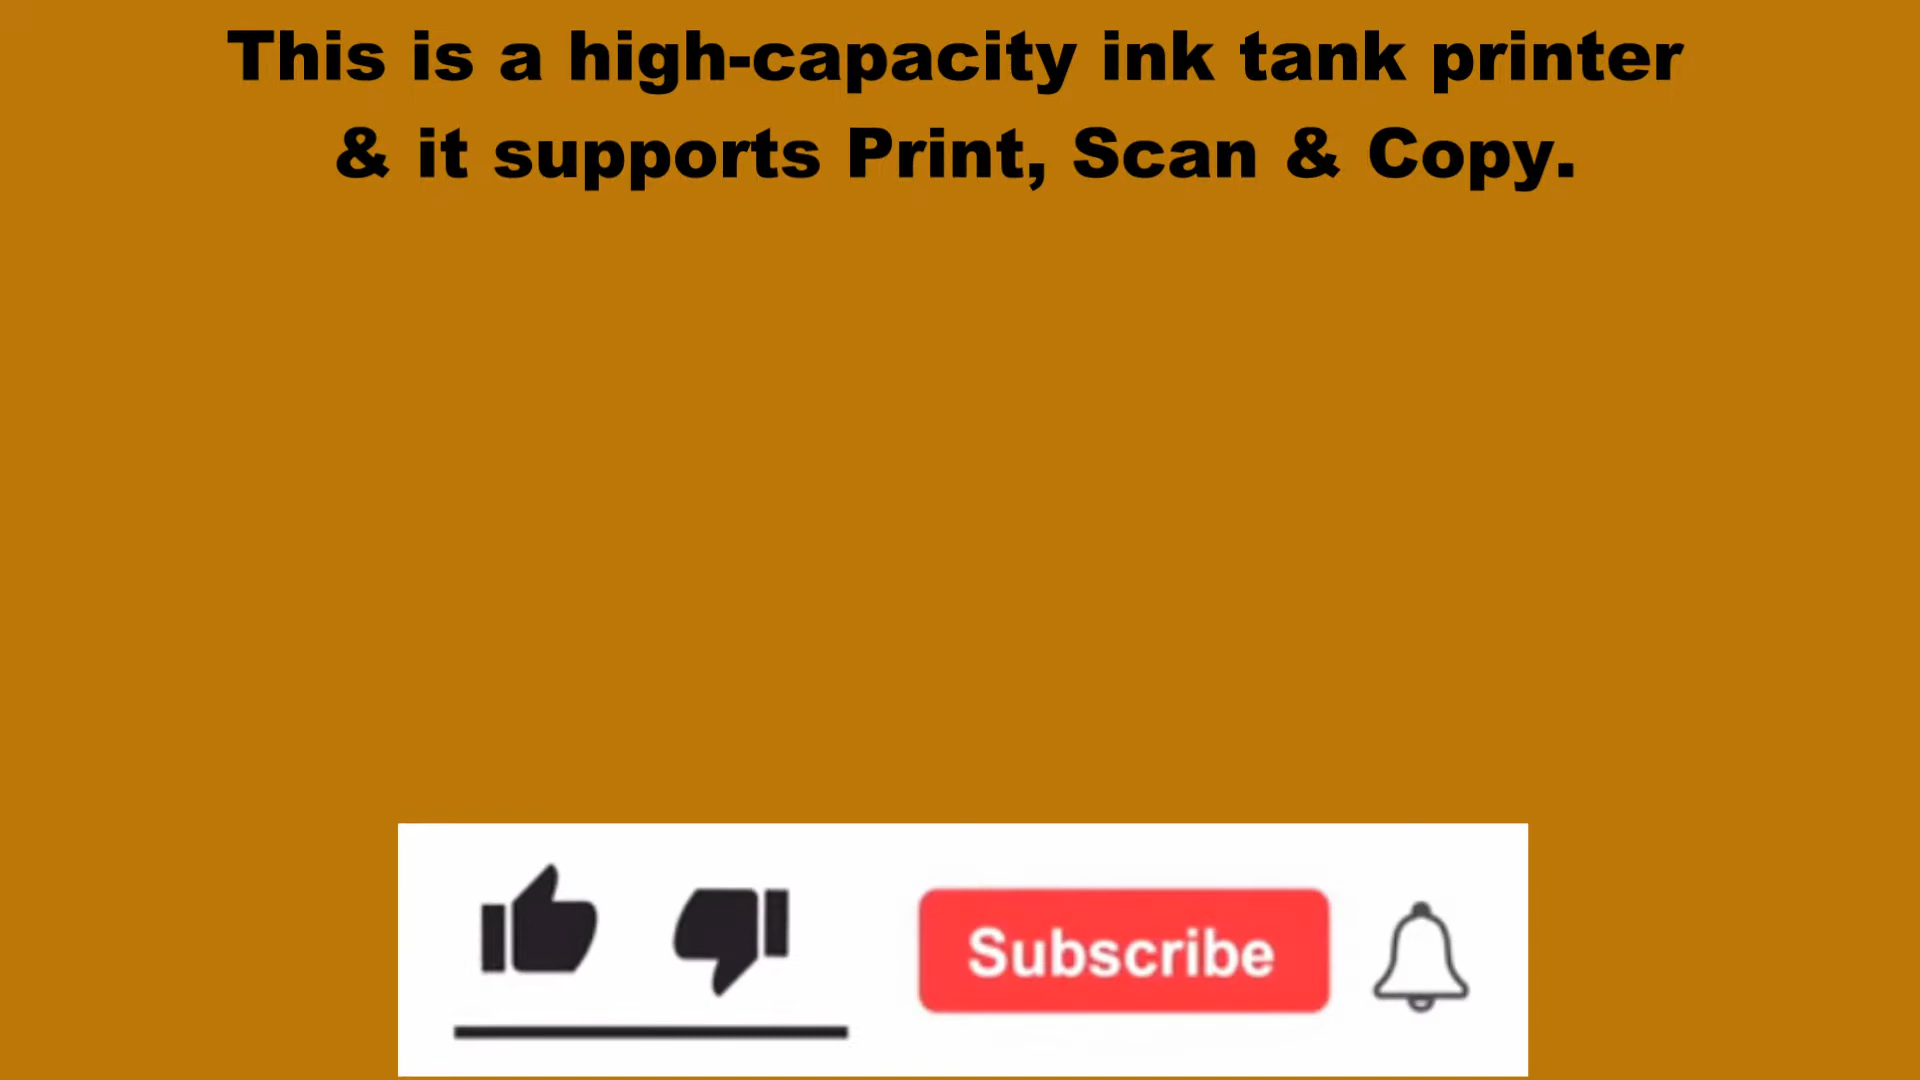 This is a high-capacity ink tank printer
& it supports Print, Scan & Copy.
Subscribe